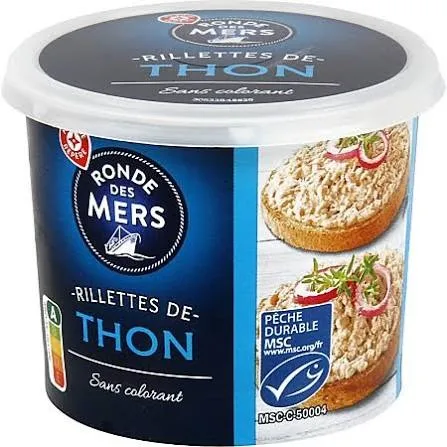 RONDE
DES
MERS
-RILLETTES DE-
THON
Sans colorant
REPÈRE
RONDE
DES
MERS
-RILLETTES DE-
THON
Sans colorant
A
PÊCHE
DURABLE
MSC
www.msc.org/fr
MSC-C-50004